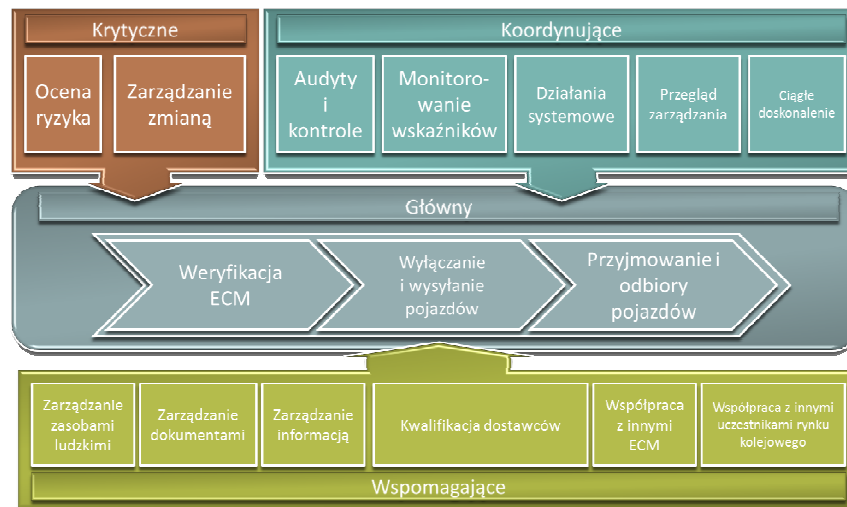 Krytyczne
Ocena
ryzyka
Zarządzanie
zmianą
Koordynujące
Audyty
i
kontrole
Monitoro-
wanie
wskaźników
Działania
systemowe
Przegląd
zarządzania
Ciągłe
doskonalenie
Główny
Weryfikacja
ECM
Wyłączanie
i wysyłanie
pojazdów
Przyjmowanie i
odbiory
pojazdów
Zarządzanie
zasobami
ludzkimi
Zarządzanie
dokumentami
Zarządzanie
informacją
Kwalifikacja dostawców
Współpraca
z innymi
ECM
Współpraca z innymi
uczestnikami rynku
kolejowego
Wspomagające